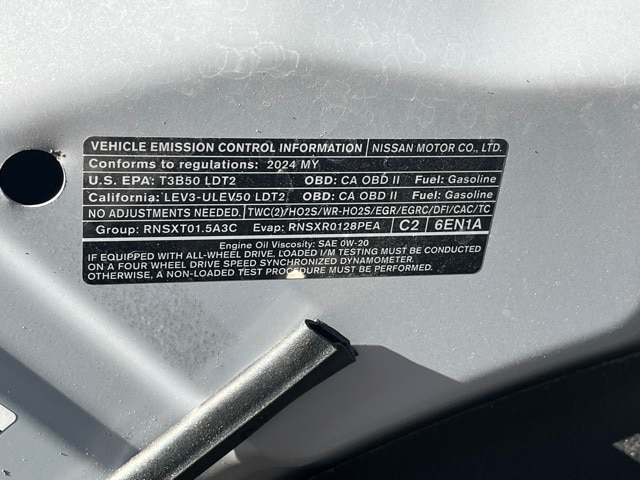 VEHICLE EMISSION CONTROL INFORMATION NISSAN MOTOR CO., LTD.
Conforms to regulations: 2024 MY
U.S. EPA: T3B50 LDT2 OBD: CA OBD II Fuel: Gasoline
California: LEV3-ULEV50 LDT2 OBD: CA OBD II Fuel: Gasoline
NO ADJUSTMENTS NEEDED. TWC(2)/HO2S/WR-HO2S/EGR/EGRC/DFI/CAC/TC
Group: RNSXT01.5A3C Evap: RNSXR0128PEA C2 6EN1A
Engine Oil Viscosity: SAE 0W-20
IF EQUIPPED WITH ALL-WHEEL DRIVE, LOADED I/M TESTING MUST BE PERFORMED
ON A FOUR WHEEL DRIVE SPEED SYNCHRONIZED DYNAMOMETER.
OTHERWISE, A NON-LOADED TEST PROCEDURE MUST BE PERFORMED.